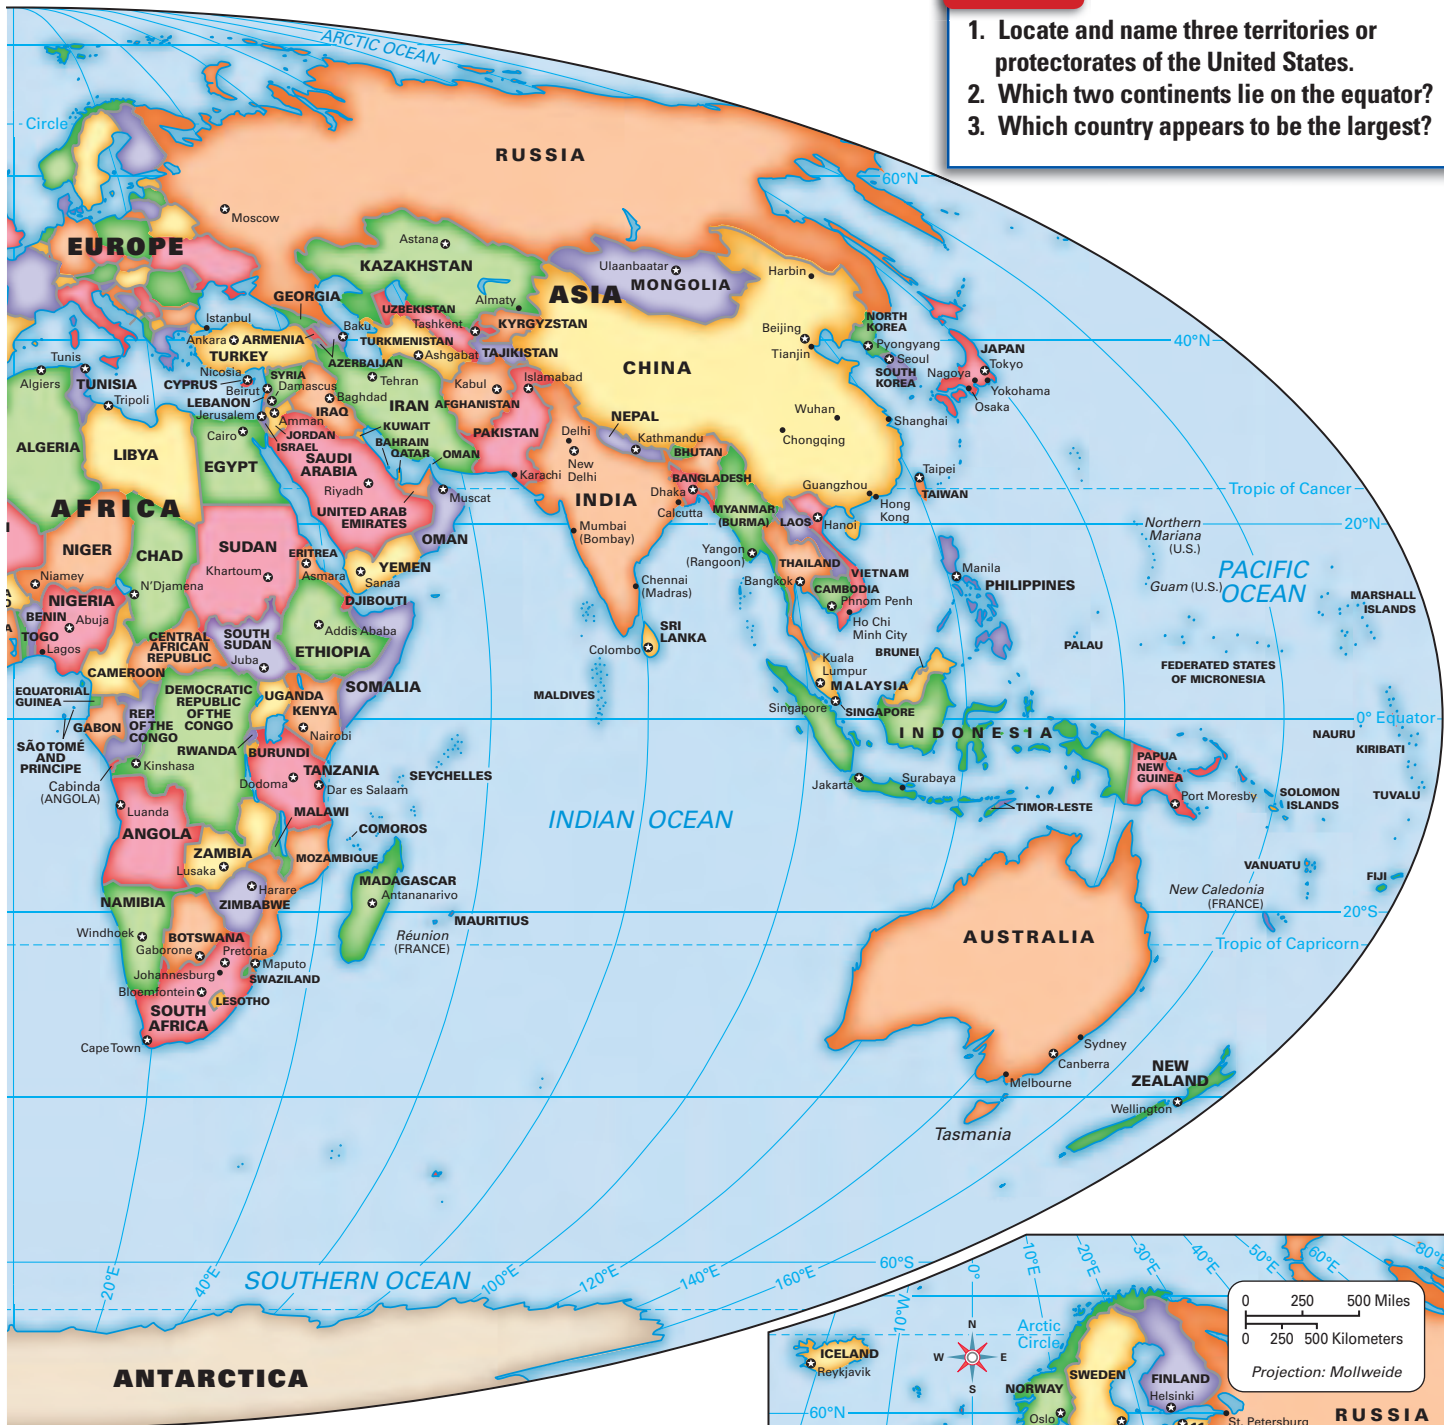 1. Locate and name three territories or
protectorates of the United States.
2. Which two continents lie on the equator?
3. Which country appears to be the largest?
ARCTIC OCEAN
Circle
RUSSIA
60°N
Moscow
EUROPE
Astana
KAZAKHSTAN
Ulaanbaatar
MONGOLIA
Harbin
ASIA
GEORGIA
Almaty
UZBEKISTAN
Tashkent
KYRGYZSTAN
Istanbul
Baku
Ankara
ARMENIA
TURKMENISTAN
TURKEY
Ashgabat
TAJIKISTAN
AZERBAIJAN
Beijing
Tianjin
NORTH
KOREA
Pyongyang
Seoul
SOUTH
KOREA
JAPAN
Tokyo
Nagoya
Yokohama
Osaka
40°N
Tunis
Algiers
TUNISIA
Tripoli
Nicosia
CYPRUS
SYRIA
Damascus
Beirut
LEBANON
Jerusalem
Tehran
Baghdad
IRAQ
Amman
JORDAN
ISRAEL
Cairo
IRAN
Kabul
AFGHANISTAN
Islamabad
CHINA
Wuhan
Shanghai
Chongqing
KUWAIT
BAHRAIN
QATAR
OMAN
PAKISTAN
NEPAL
Delhi
New
Delhi
Kathmandu
BHUTAN
ALGERIA
LIBYA
EGYPT
SAUDI
ARABIA
Riyadh
Karachi
Muscat
INDIA
BANGLADESH
Dhaka
Calcutta
Guangzhou
Hong
Kong
Taipei
TAIWAN
Tropic of Cancer
AFRICA
UNITED ARAB
EMIRATES
OMAN
Mumbai
(Bombay)
MYANMAR
(BURMA)
LAOS
Hanoi
20°N
Northern
Mariana
(U.S.)
NIGER
CHAD
SUDAN
Khartoum
ERITREA
Asmara
YEMEN
Sanaa
Yangon
(Rangoon)
THAILAND
VIETNAM
Bangkok
CAMBODIA
Phnom Penh
Ho Chi
Minh City
Manila
PHILIPPINES
Guam (U.S.)
PACIFIC
OCEAN
MARSHALL
ISLANDS
Niamey
N'Djamena
NIGERIA
BENIN
Abuja
TOGO
Lagos
DJIBOUTI
Addis Ababa
ETHIOPIA
Chennai
(Madras)
CENTRAL
AFRICAN
REPUBLIC
SOUTH
SUDAN
Juba
CAMEROON
SRI
LANKA
Colombo
BRUNEI
PALAU
FEDERATED STATES
OF MICRONESIA
Kuala
Lumpur
MALAYSIA
EQUATORIAL
GUINEA
DEMOCRATIC
REPUBLIC
OF THE
CONGO
UGANDA
SOMALIA
KENYA
MALDIVES
Singapore
SINGAPORE
0° Equator
REP.
OF THE
CONGO
GABON
Nairobi
INDONESIA
NAURU
KIRIBATI
SÃO TOMÉ
AND
PRINCIPE
RWANDA
BURUNDI
Kinshasa
TANZANIA
Dodoma
Dar es Salaam
SEYCHELLES
Cabinda
(ANGOLA)
Jakarta
Surabaya
PAPUA
NEW
GUINEA
Port Moresby
SOLOMON
ISLANDS
TUVALU
TIMOR-LESTE
Luanda
ANGOLA
MALAWI
COMOROS
INDIAN OCEAN
ZAMBIA
Lusaka
MOZAMBIQUE
MADAGASCAR
Antananarivo
VANUATU
FIJI
New Caledonia
(FRANCE)
Harare
ZIMBABWE
NAMIBIA
MAURITIUS
20°S
Réunion
(FRANCE)
Windhoek
BOTSWANA
Gaborone
Pretoria
Maputo
Johannesburg
SWAZILAND
Bloemfontein
LESOTHO
SOUTH
AFRICA
Cape Town
AUSTRALIA
Tropic of Capricorn
Sydney
Canberra
Melbourne
NEW
ZEALAND
Wellington
Tasmania
60°S
SOUTHERN OCEAN
20°E
40°E
100°E
120°E
140°E
160°E
ANTARCTICA
10°W
0°
10°E
20°E
30°E
40°E
50°E
60°E
80°E
0 250 500 Miles
0 250 500 Kilometers
Projection: Mollweide
N
W E
S
Arctic
Circle
ICELAND
Reykjavik
NORWAY
SWEDEN
FINLAND
Helsinki
Oslo
60°N
St. Petersburg
RUSSIA